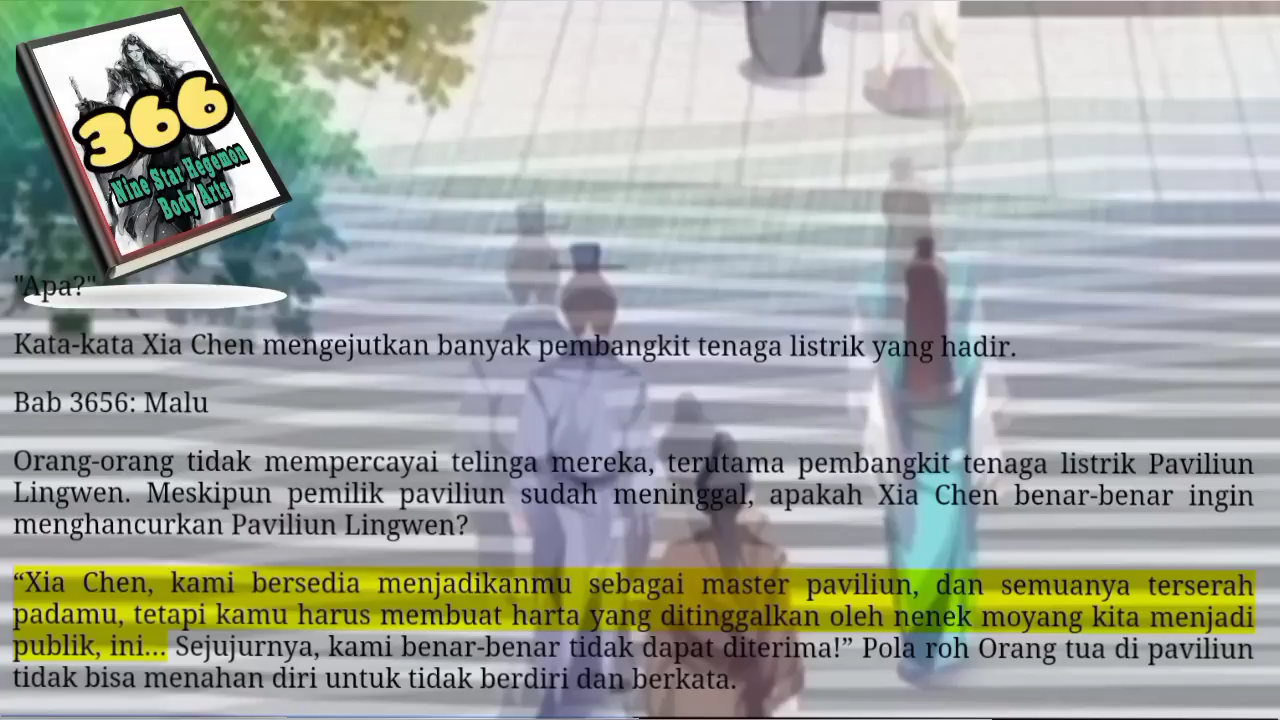 366
Nine Star Hegemon
Body Arts
"Apa?"
Kata-kata Xia Chen mengejutkan banyak pembangkit tenaga listrik yang hadir.
Bab 3656: Malu
Orang-orang tidak mempercayai telinga mereka, terutama pembangkit tenaga listrik Paviliun
Lingwen. Meskipun pemilik paviliun sudah meninggal, apakah Xia Chen benar-benar ingin
menghancurkan Paviliun Lingwen?
“Xia Chen, kami bersedia menjadikanmu sebagai master paviliun, dan semuanya terserah
padamu, tetapi kamu harus membuat harta yang ditinggalkan oleh nenek moyang kita menjadi
publik, ini... Sejujurnya, kami benar-benar tidak dapat diterima!” Pola roh Orang tua di paviliun
tidak bisa menahan diri untuk tidak berdiri dan berkata.